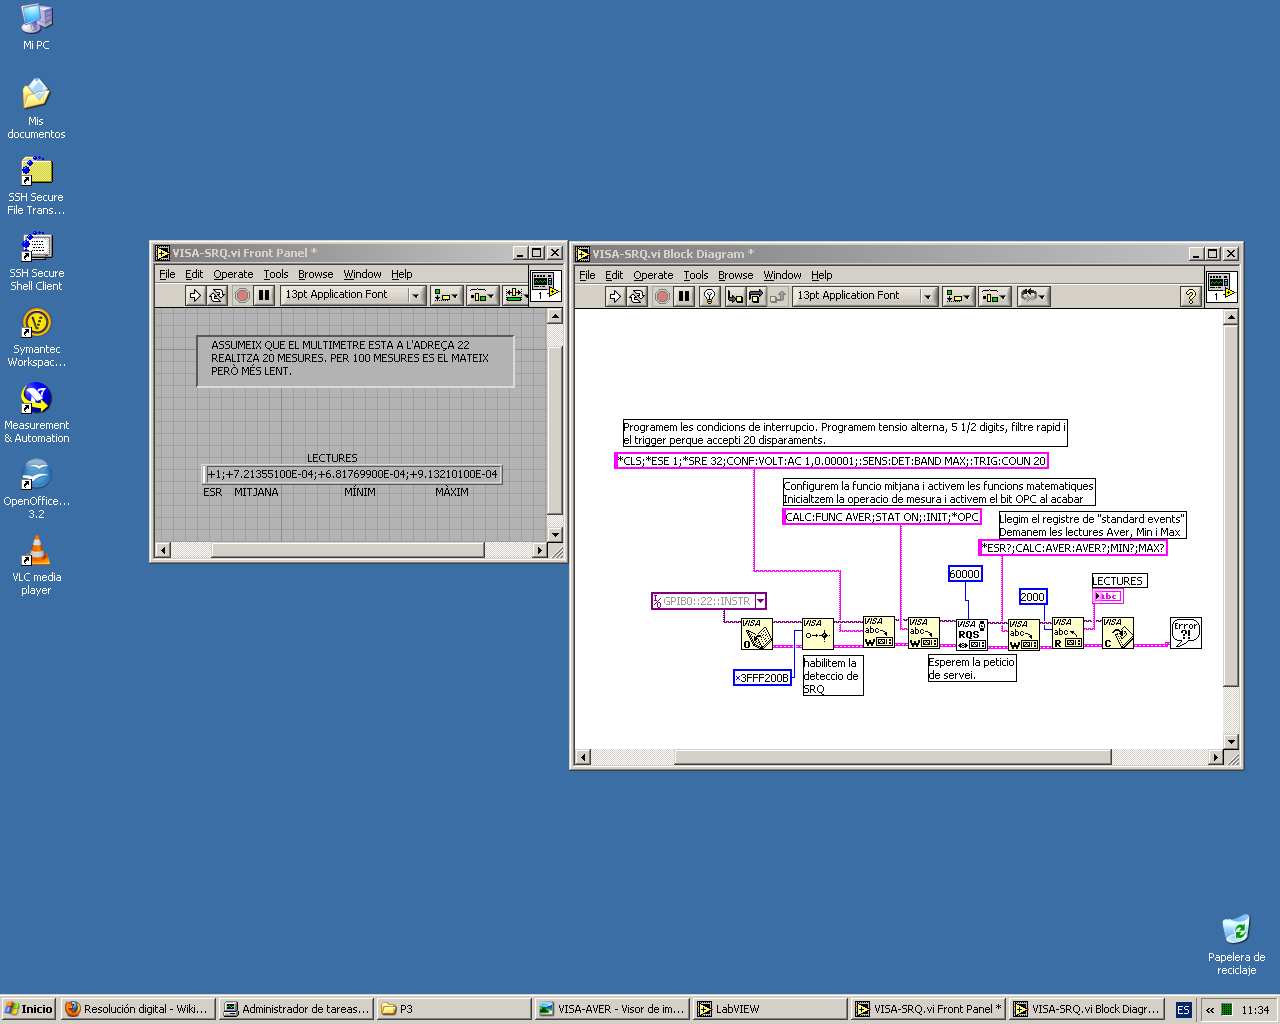 Mi PC
Mis
documentos
SSH Secure
File Trans...
SSH Secure
Shell Client
Symantec
Workspac...
Measurement
& Automation
OpenOffice....
3.2
VLC media
player
VISA-SRQ.vi Front Panel *
File Edit Operate Tools Browse Window Help
13pt Application Font
1
ASSUMEIX QUE EL MULTIMETRE ESTA A L'ADREÇA 22
REALITZA 20 MESURES. PER 100 MESURES ES EL MATEIX
PERÒ MÉS LENT.
LECTURES
+1;+7.21355100E-04;+6.81769900E-04;+9.13210100E-04
ESR MITJANA MÍNIM MÀXIM
VISA-SRQ.vi Block Diagram *
File Edit Operate Tools Browse Window Help
13pt Application Font
?
1
Programem les condicions de interrupcio. Programem tensio alterna, 5 1/2 digits, filtre rapid i
el trigger perque accepti 20 disparaments.
*CLS;*ESE 1;*SRE 32;CONF:VOLT:AC 1,0.00001;:SENS:DET:BAND MAX;:TRIG:COUN 20
Configurem la funcio mitjana i activem les funcions matematiques
Inicialtzem la operacio de mesura i activem el bit OPC al acabar
CALC:FUNC AVER;STAT ON;:INIT;*OPC
Llegim el registre de "standard events"
Demanem les lectures Aver, Min i Max
*ESR?;CALC:AVER:AVER?;MIN?;MAX?
60000
2000
LECTURES
abc
I/O GPIB0::22::INSTR
VISA O
VISA
VISA abc W
VISA abc W
VISA RQS
VISA abc W
VISA abc R
VISA C
Error ?!
×3FFF200B
habilitem la
deteccio de
SRQ
Esperem la peticio
de servei.
Papelera de
reciclaje
Inicio
Resolución digital - Wiki...
Administrador de tareas...
P3
VISA-AVER - Visor de im...
LabVIEW
VISA-SRQ.vi Front Panel *
VISA-SRQ.vi Block Diagr...
ES
«
11:34